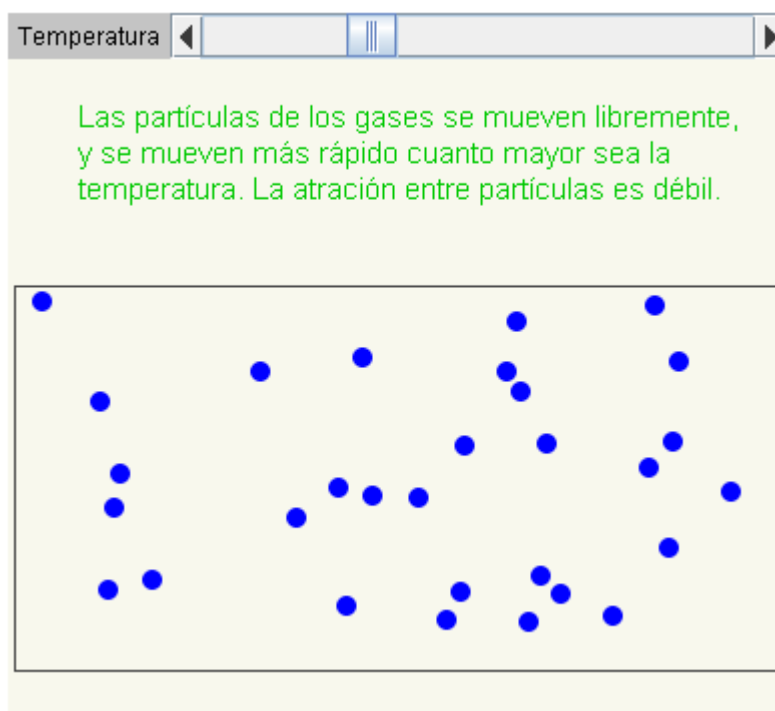 Temperatura
Las partículas de los gases se mueven libremente,
y se mueven más rápido cuanto mayor sea la
temperatura. La atración entre partículas es débil.